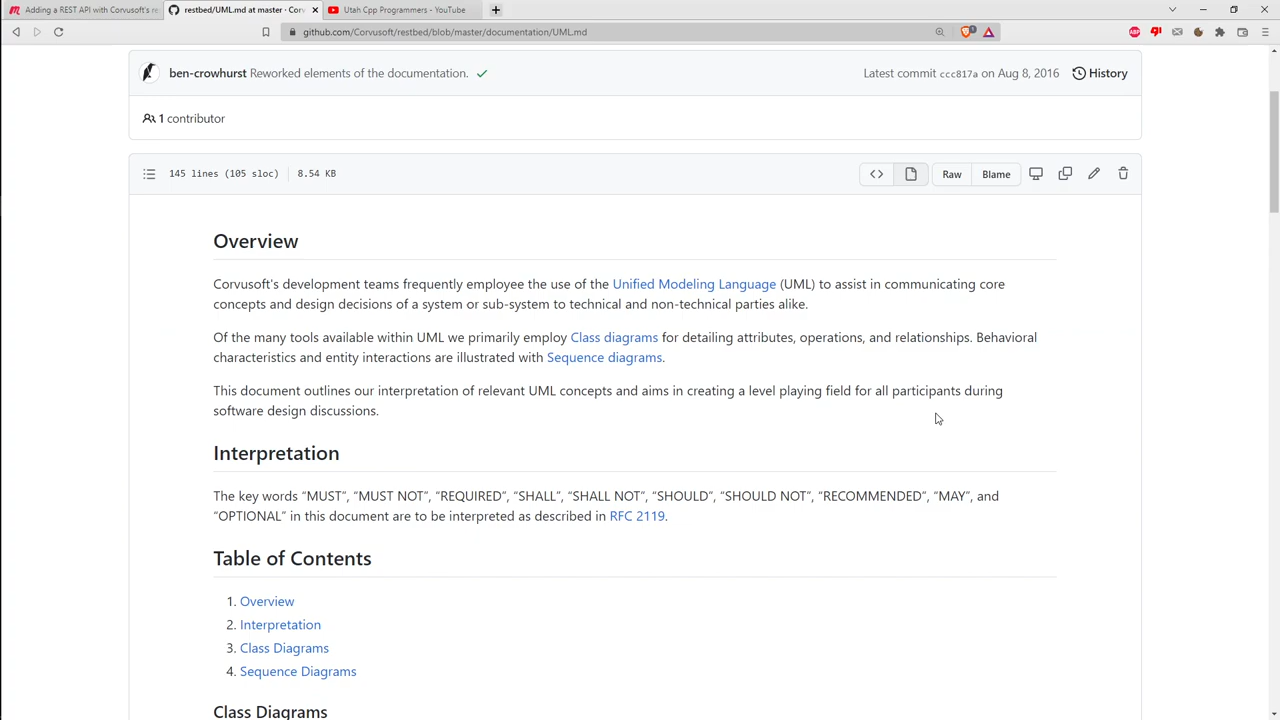 Adding a REST API with Corvusoft's re
restbed/UML.md at master · Corv
Utah Cpp Programmers - YouTube
github.com/Corvusoft/restbed/blob/master/documentation/UML.md
ben-crowhurst Reworked elements of the documentation.
Latest commit ccc817a on Aug 8, 2016
History
1 contributor
145 lines (105 sloc)
8.54 KB
Raw
Blame
Overview
Corvusoft's development teams frequently employee the use of the Unified Modeling Language (UML) to assist in communicating core
concepts and design decisions of a system or sub-system to technical and non-technical parties alike.
Of the many tools available within UML we primarily employ Class diagrams for detailing attributes, operations, and relationships. Behavioral
characteristics and entity interactions are illustrated with Sequence diagrams.
This document outlines our interpretation of relevant UML concepts and aims in creating a level playing field for all participants during
software design discussions.
Interpretation
The key words “MUST”, “MUST NOT”, “REQUIRED”, “SHALL”, “SHALL NOT”, “SHOULD”, “SHOULD NOT”, “RECOMMENDED”, “MAY”, and
“OPTIONAL” in this document are to be interpreted as described in RFC 2119.
Table of Contents
1. Overview
2. Interpretation
3. Class Diagrams
4. Sequence Diagrams
Class Diagrams